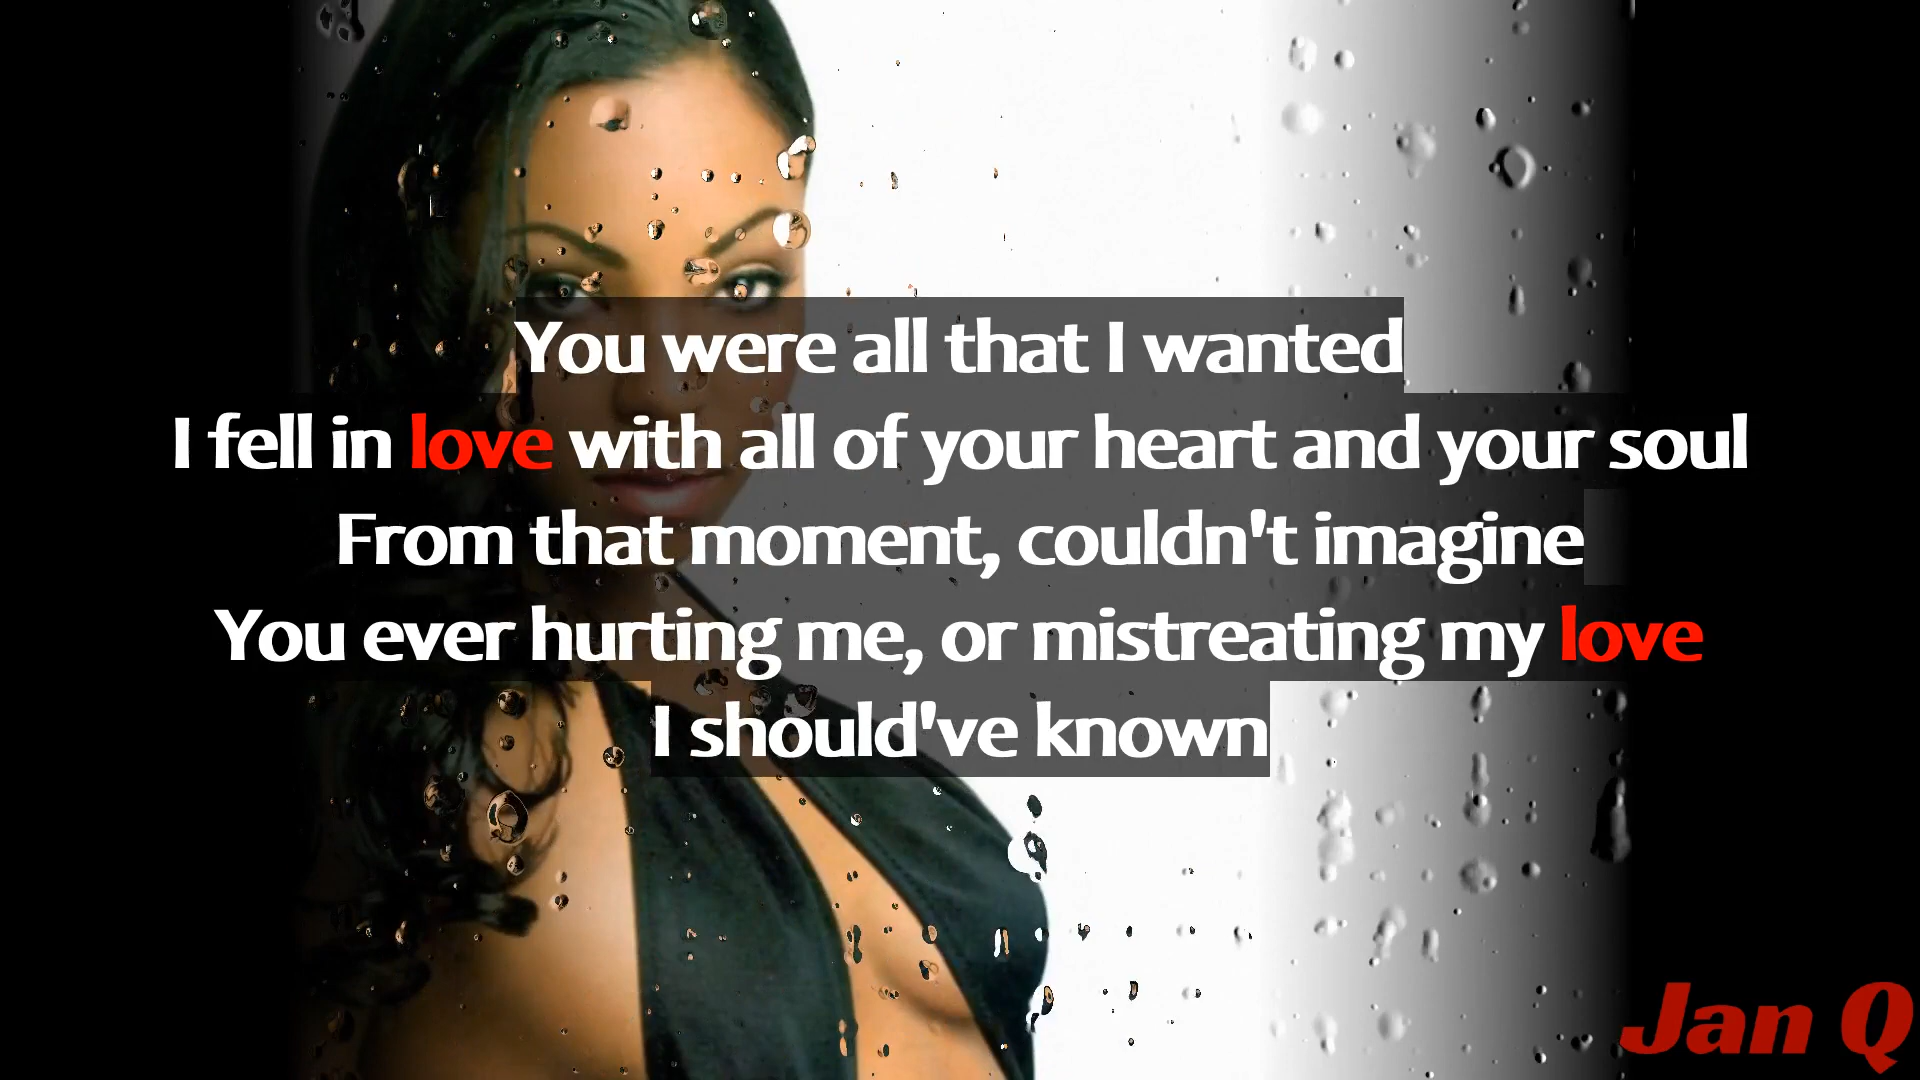 You were all that I wanted
I fell in love with all of your heart and your soul
From that moment, couldn't imagine
You ever hurting me, or mistreating my love
I should've known
Jan Q